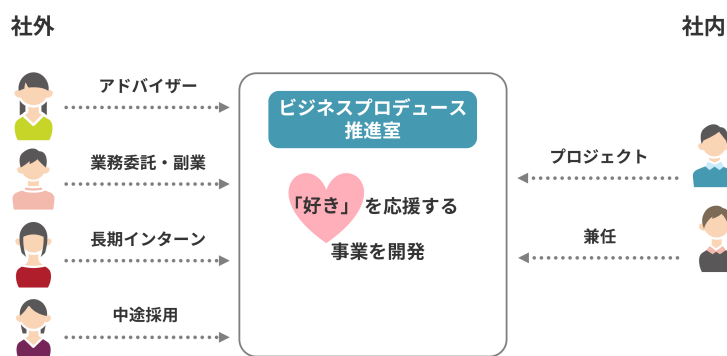 社外
社内
アドバイザー
業務委託・副業
長期インターン
中途採用
ビジネスプロデュース
推進室
「好き」を応援する
事業を開発
プロジェクト
兼任